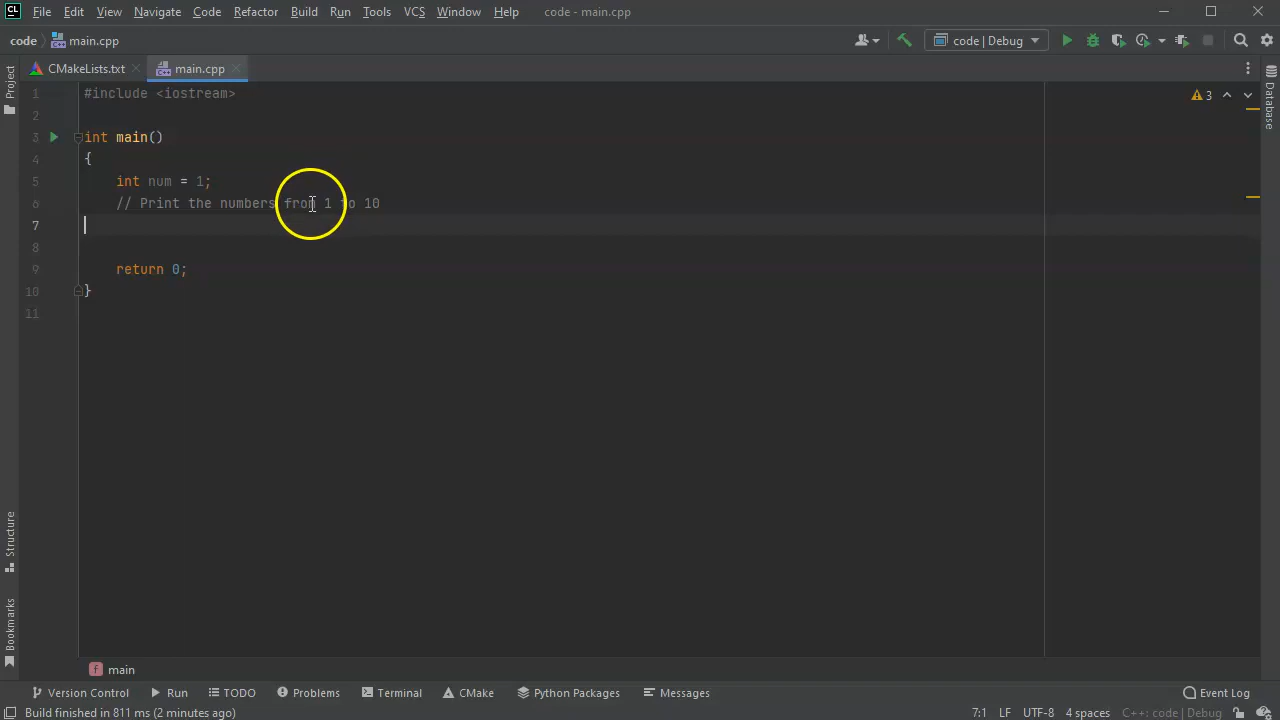 CL File Edit View Navigate Code Refactor Build Run Tools VCS Window Help code - main.cpp
code main.cpp code | Debug
Project CMakeLists.txt main.cpp
Database
1 #include <iostream> 3
2
3 int main()
4 {
5 int num = 1;
6 // Print the numbers from 1 to 10
7
8
9 return 0;
10 }
11
Structure
Bookmarks
f main
Version Control Run TODO Problems Terminal CMake Python Packages Messages Event Log
Build finished in 811 ms (2 minutes ago) 7:1 LF UTF-8 4 spaces C++: code | Debug